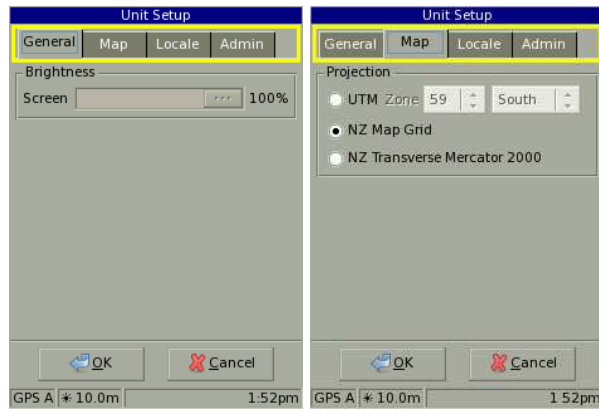 Unit Setup
General Map Locale Admin
Brightness
Screen 100%
OK Cancel
GPS A 10.0m 1:52pm
Unit Setup
General Map Locale Admin
Projection
UTM Zone 59 South
NZ Map Grid
NZ Transverse Mercator 2000
OK Cancel
GPS A 10.0m 1 52pm